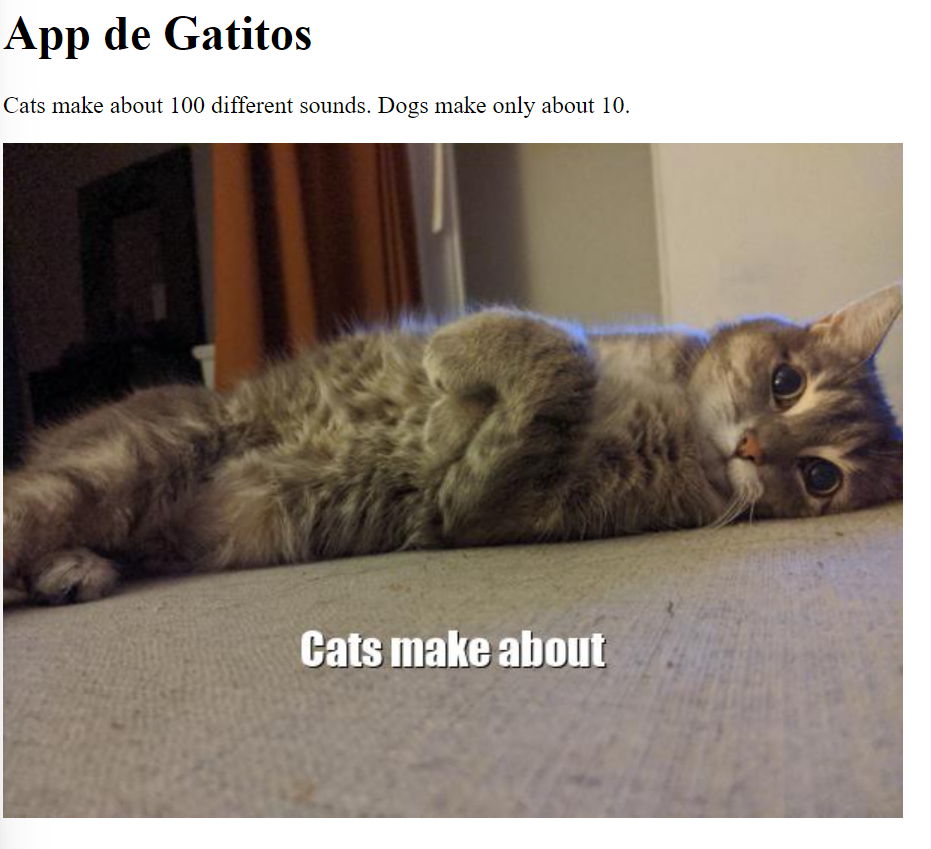 App de Gatitos
Cats make about 100 different sounds. Dogs make only about 10.
Cats make about